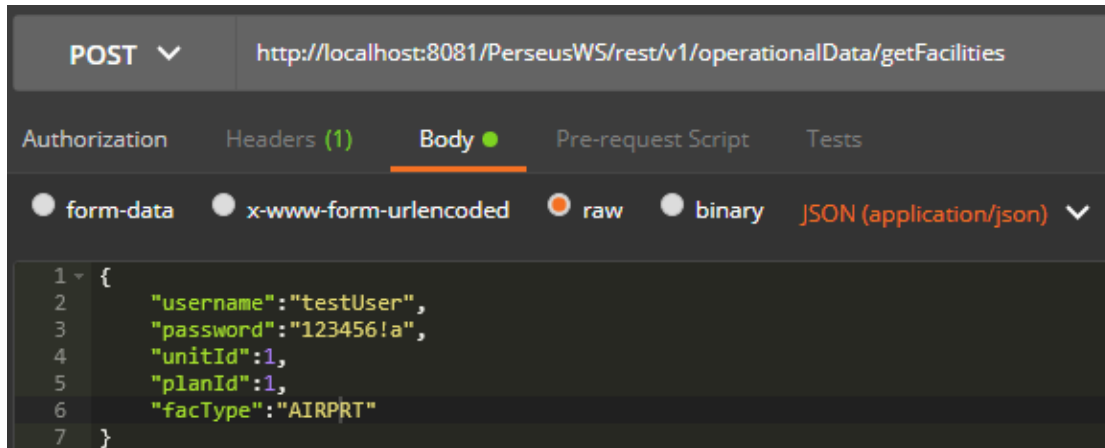 POST http://localhost:8081/PerseusWS/rest/v1/operationalData/getFacilities
Authorization Headers (1) Body Pre-request Script Tests
form-data x-www-form-urlencoded raw binary JSON (application/json)
1 {
2 "username":"testUser",
3 "password":"123456!a",
4 "unitId":1,
5 "planId":1,
6 "facType":"AIRPRT"
7 }